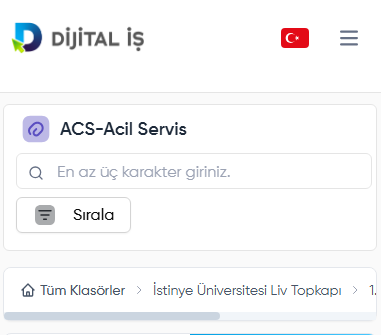 DİJİTAL İŞ
ACS-Acil Servis
En az üç karakter giriniz.
Sırala
Tüm Klasörler > İstinye Üniversitesi Liv Topkapı > 1.